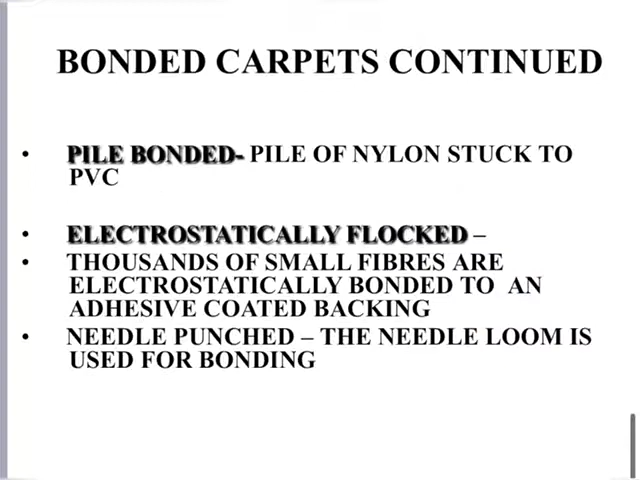 BONDED CARPETS CONTINUED
• PILE BONDED- PILE OF NYLON STUCK TO
PVC
• ELECTROSTATICALLY FLOCKED –
• THOUSANDS OF SMALL FIBRES ARE
ELECTROSTATICALLY BONDED TO AN
ADHESIVE COATED BACKING
• NEEDLE PUNCHED – THE NEEDLE LOOM IS
USED FOR BONDING